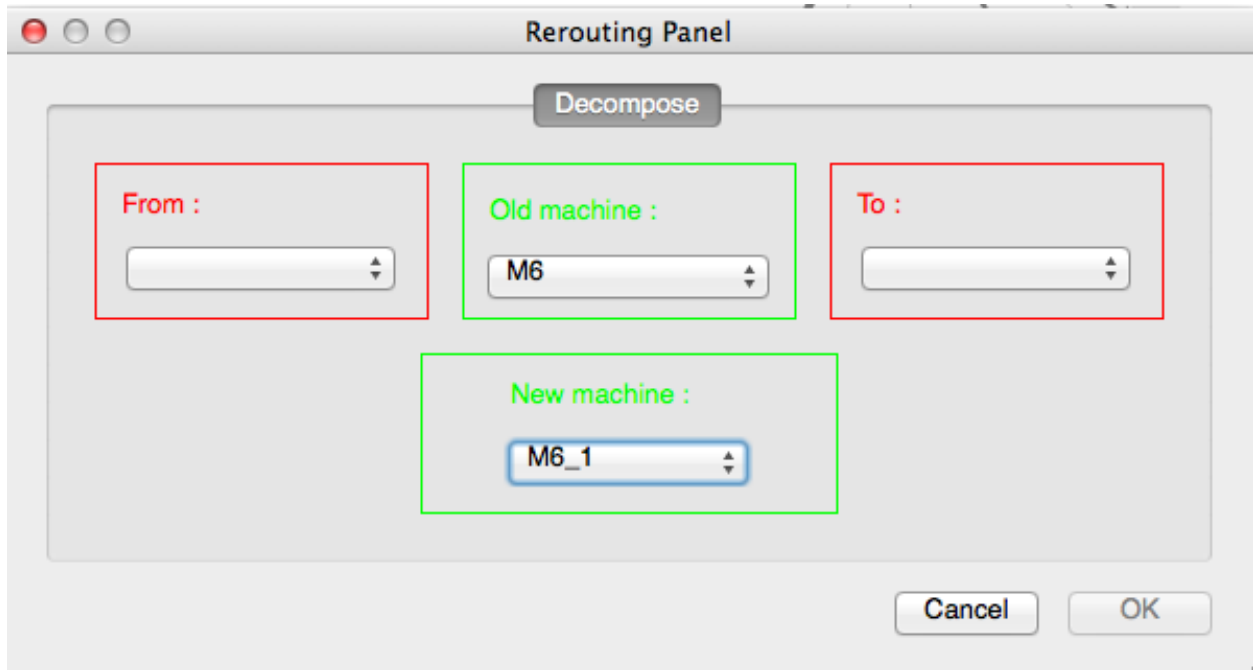 Rerouting Panel
Decompose
From :
Old machine :
To :
M6
New machine :
M6_1
Cancel
OK